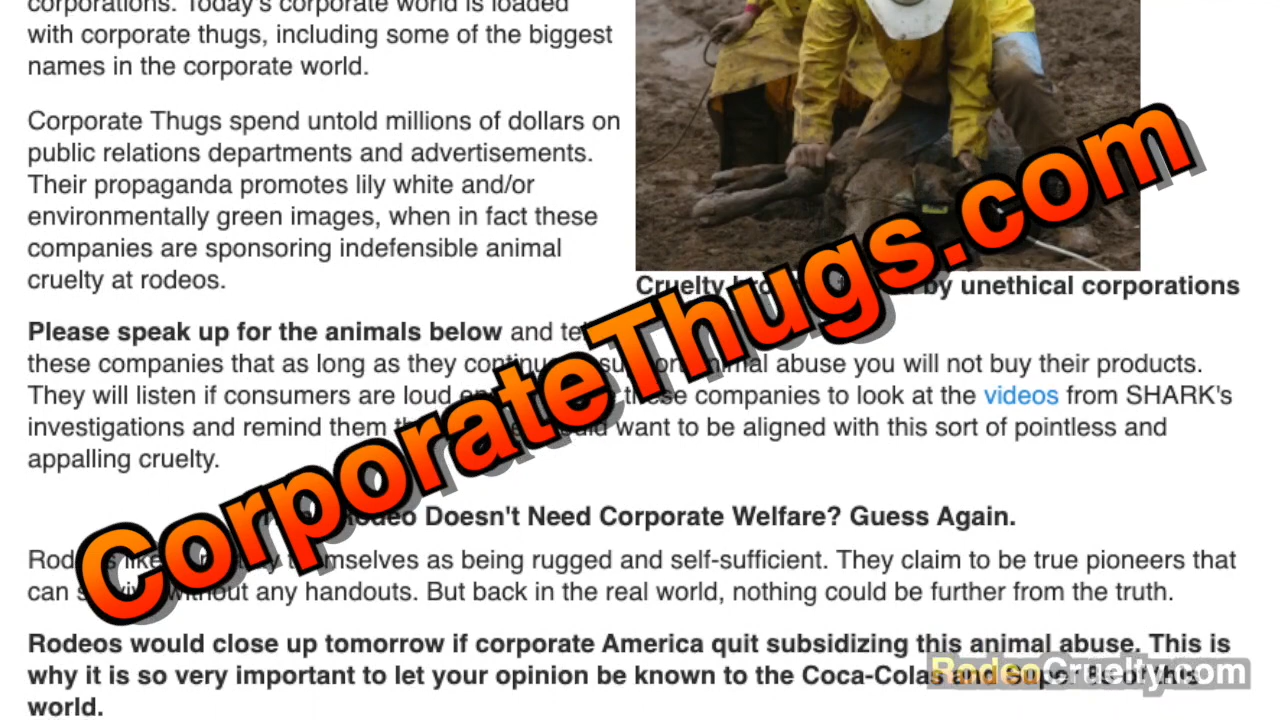 corporations. Today's corporate world is loaded
with corporate thugs, including some of the biggest
names in the corporate world.
Corporate Thugs spend untold millions of dollars on
public relations departments and advertisements.
Their propaganda promotes lily white and/or
environmentally green images, when in fact these
companies are sponsoring indefensible animal
cruelty at rodeos.
Cruelty by unethical corporations
Please speak up for the animals below and
these companies that as long as they animal abuse you will not buy their products.
They will listen if consumers are loud these companies to look at the videos from SHARK's
investigations and remind them want to be aligned with this sort of pointless and
appalling cruelty.
Rodeo Doesn't Need Corporate Welfare? Guess Again.
themselves as being rugged and self-sufficient. They claim to be true pioneers that
can without any handouts. But back in the real world, nothing could be further from the truth.
Rodeos would close up tomorrow if corporate America quit subsidizing this animal abuse. This is
why it is so very important to let your opinion be known to the Coca-Colas and of this
world.
CorporateThugs.com
RodeoCruelty.com